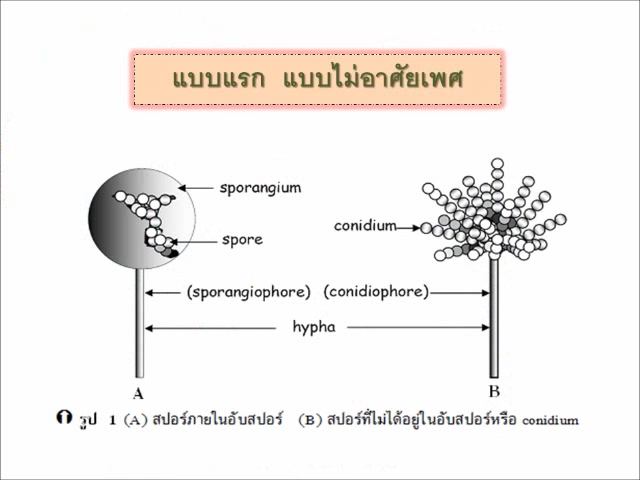 แบบแรก แบบไม่อาศัยเพศ
sporangium
spore
conidium
(sporangiophore) (conidiophore)
hypha
A B
รูป 1 (A) สปอร์ภายในอับสปอร์ (B) สปอร์ที่ไม่ได้อยู่ในอับสปอร์หรือ conidium